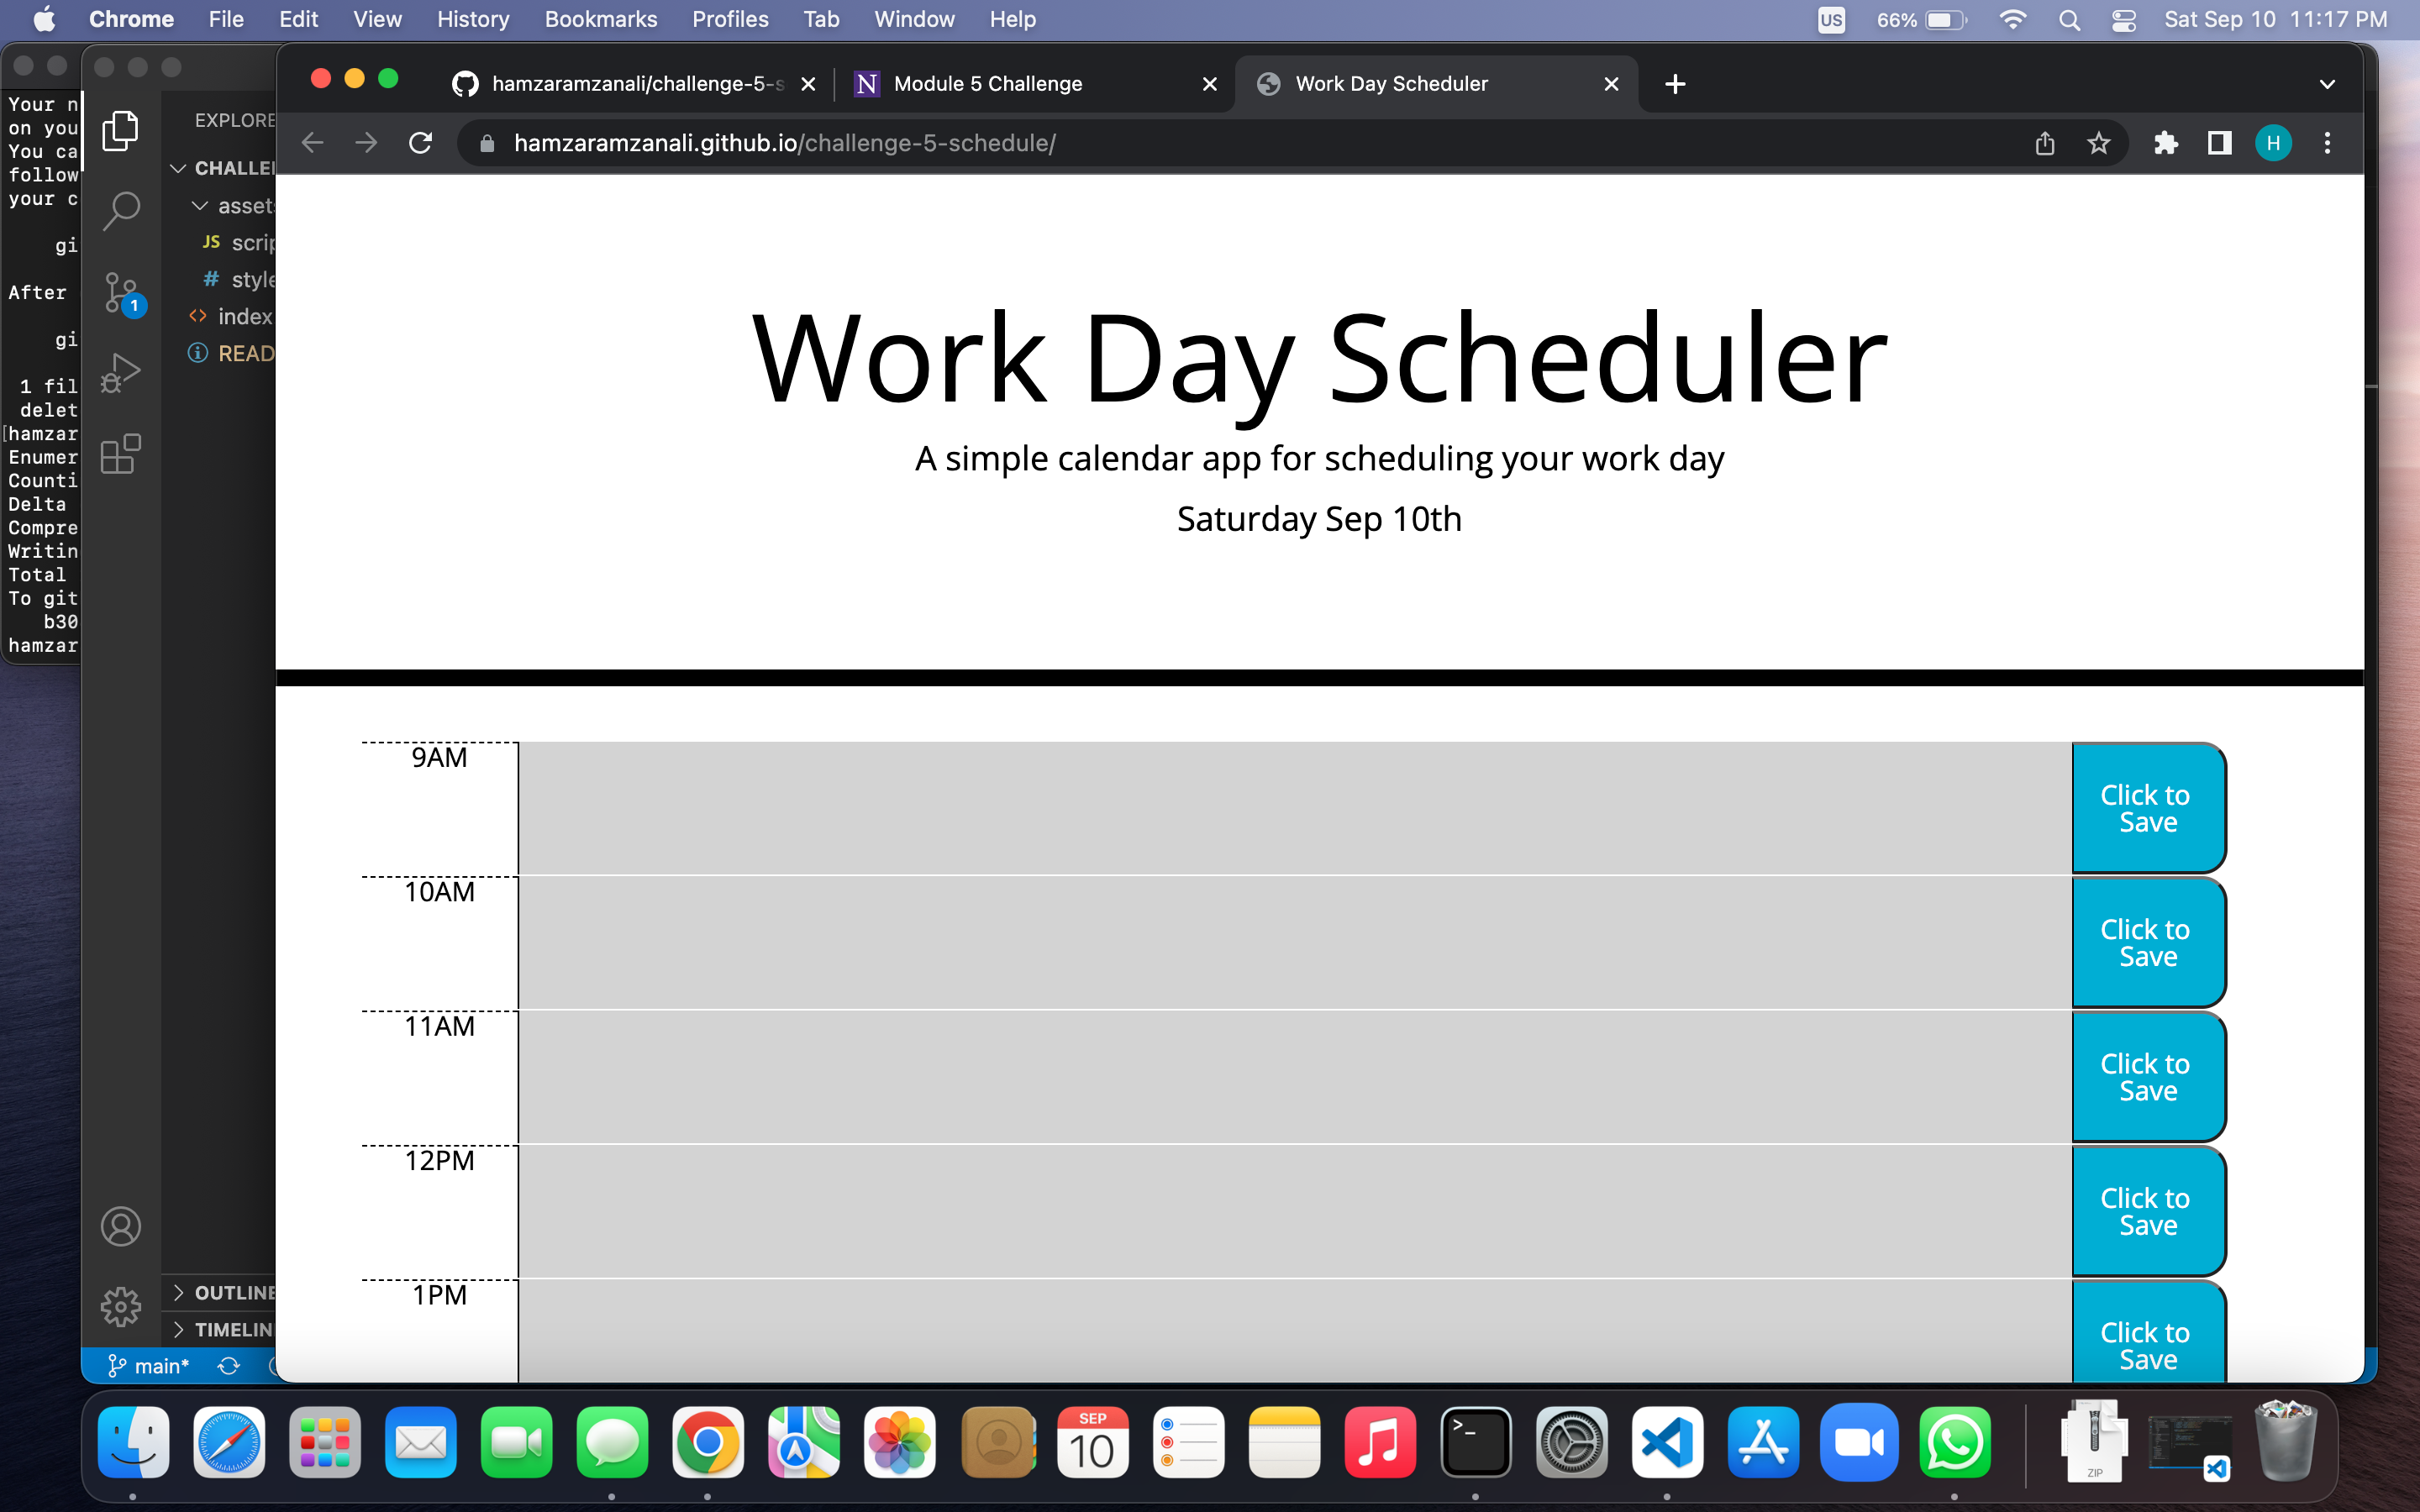 Chrome File Edit View History Bookmarks Profiles Tab Window Help US 66% Sat Sep 10 11:17 PM
hamzaramzanali/challenge-5-s Module 5 Challenge Work Day Scheduler
hamzaramzanali.github.io/challenge-5-schedule/
Your n
on you
You ca
follow
your c
gi
After
gi
1 fil
delet
[hamzar
Enumer
Counti
Delta
Compre
Writin
Total
To git
b30
hamzar
EXPLORE
CHALLE
assets
JS scrip
# style
<> index
READ
1
OUTLINE
TIMELIN
main*
Work Day Scheduler
A simple calendar app for scheduling your work day
Saturday Sep 10th
9AM
Click to
Save
10AM
Click to
Save
11AM
Click to
Save
12PM
Click to
Save
1PM
Click to
Save
H
N
SEP
10
>_
ZIP